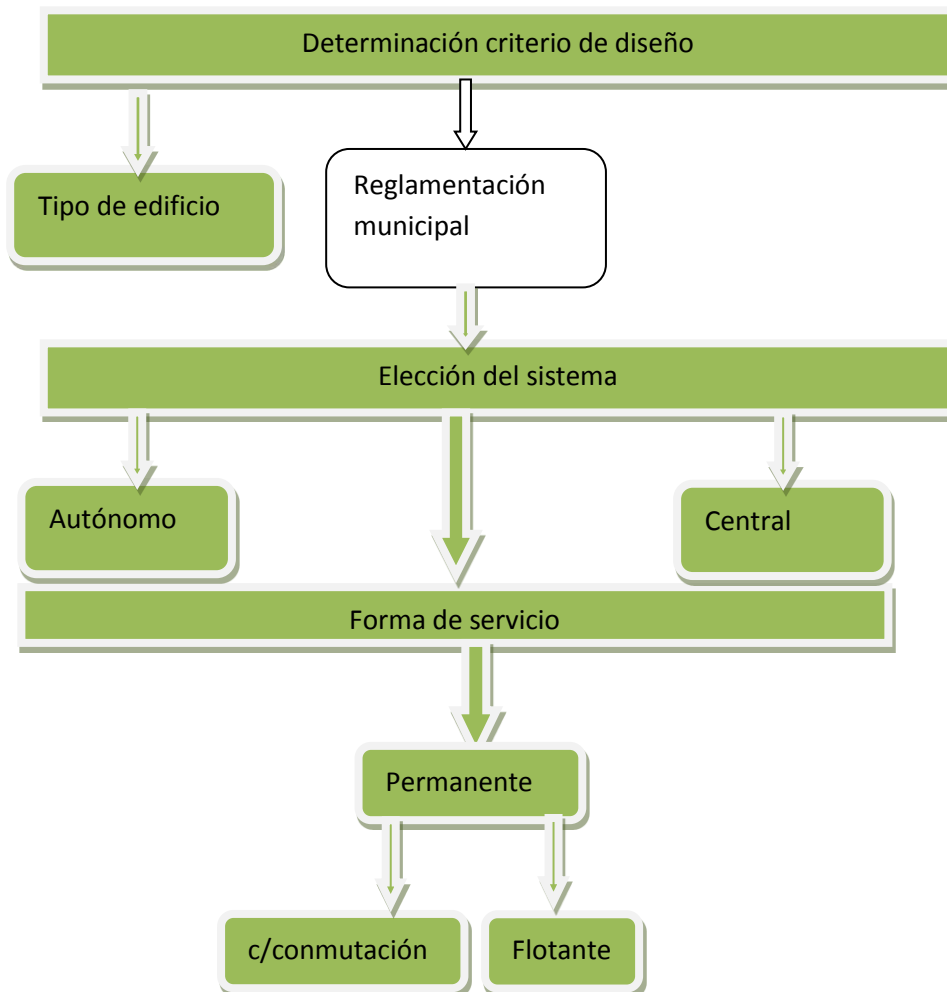 Determinación criterio de diseño
Tipo de edificio
Reglamentación
municipal
Elección del sistema
Autónomo
Central
Forma de servicio
Permanente
c/conmutación
Flotante